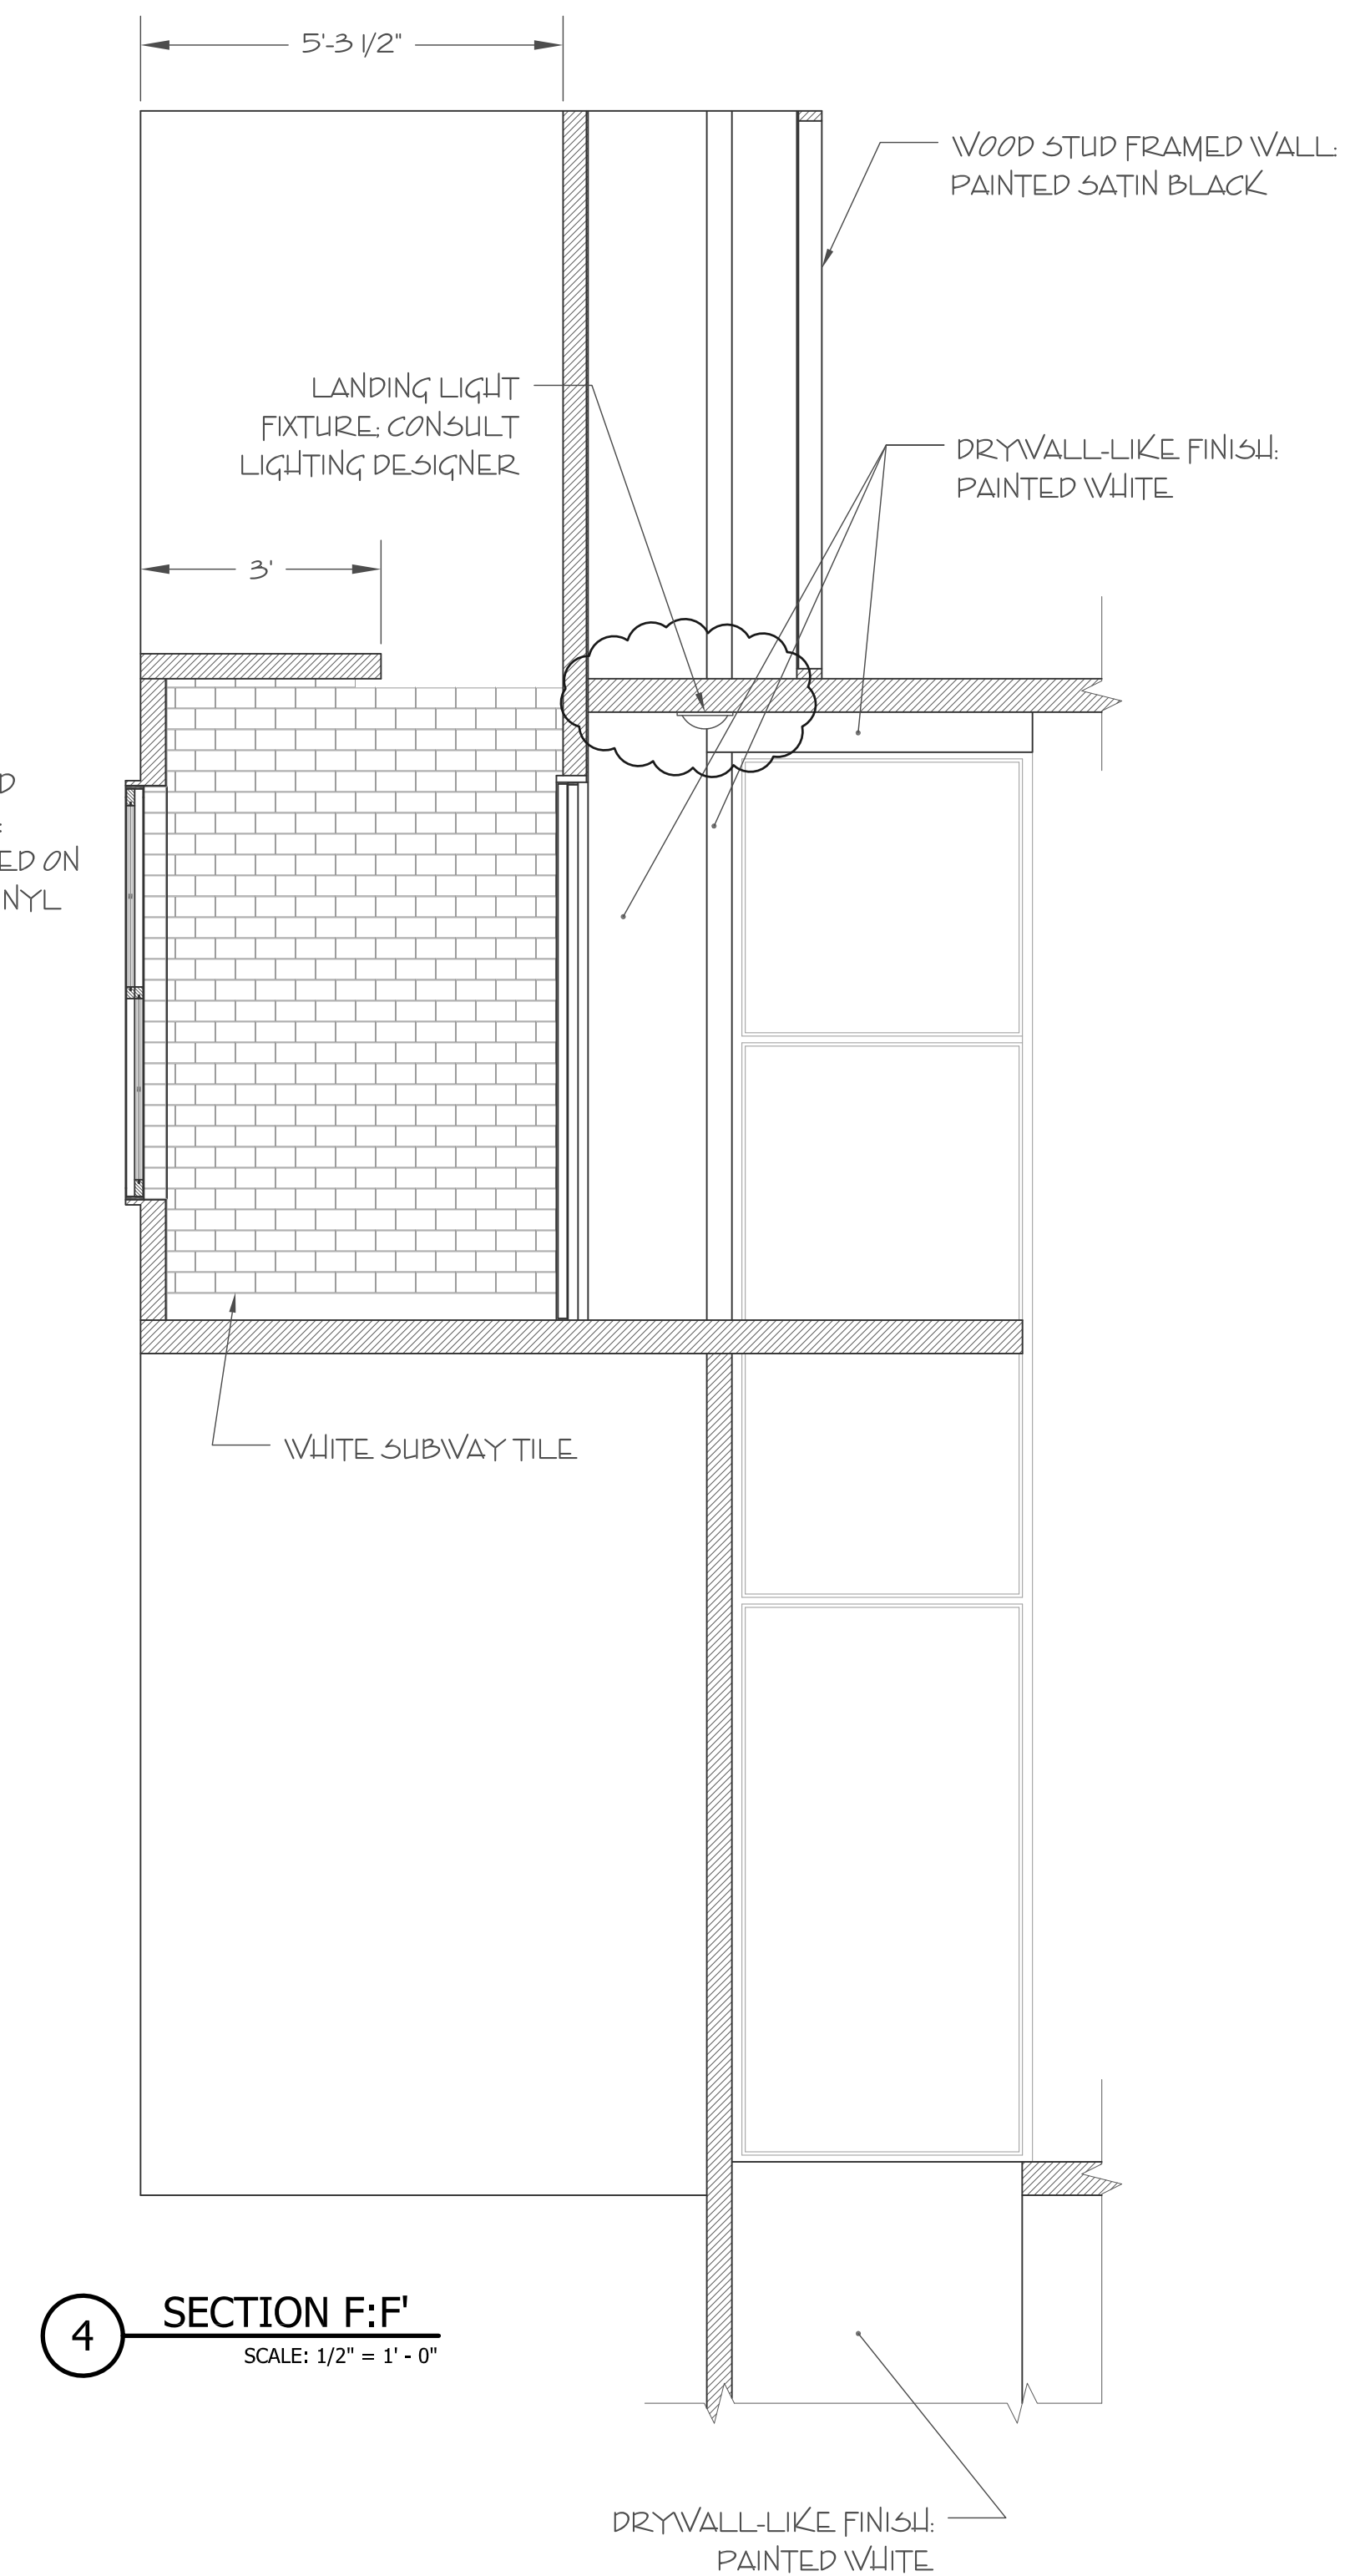 5'-3 1/2"
WOOD STUD FRAMED WALL:
PAINTED SATIN BLACK
LANDING LIGHT
FIXTURE; CONSULT
LIGHTING DESIGNER
DRYWALL-LIKE FINISH:
PAINTED WHITE
3'
ON
WHITE SUBWAY TILE
4
SECTION F:F'
SCALE: 1/2" = 1' - 0"
DRYWALL-LIKE FINISH:
PAINTED WHITE